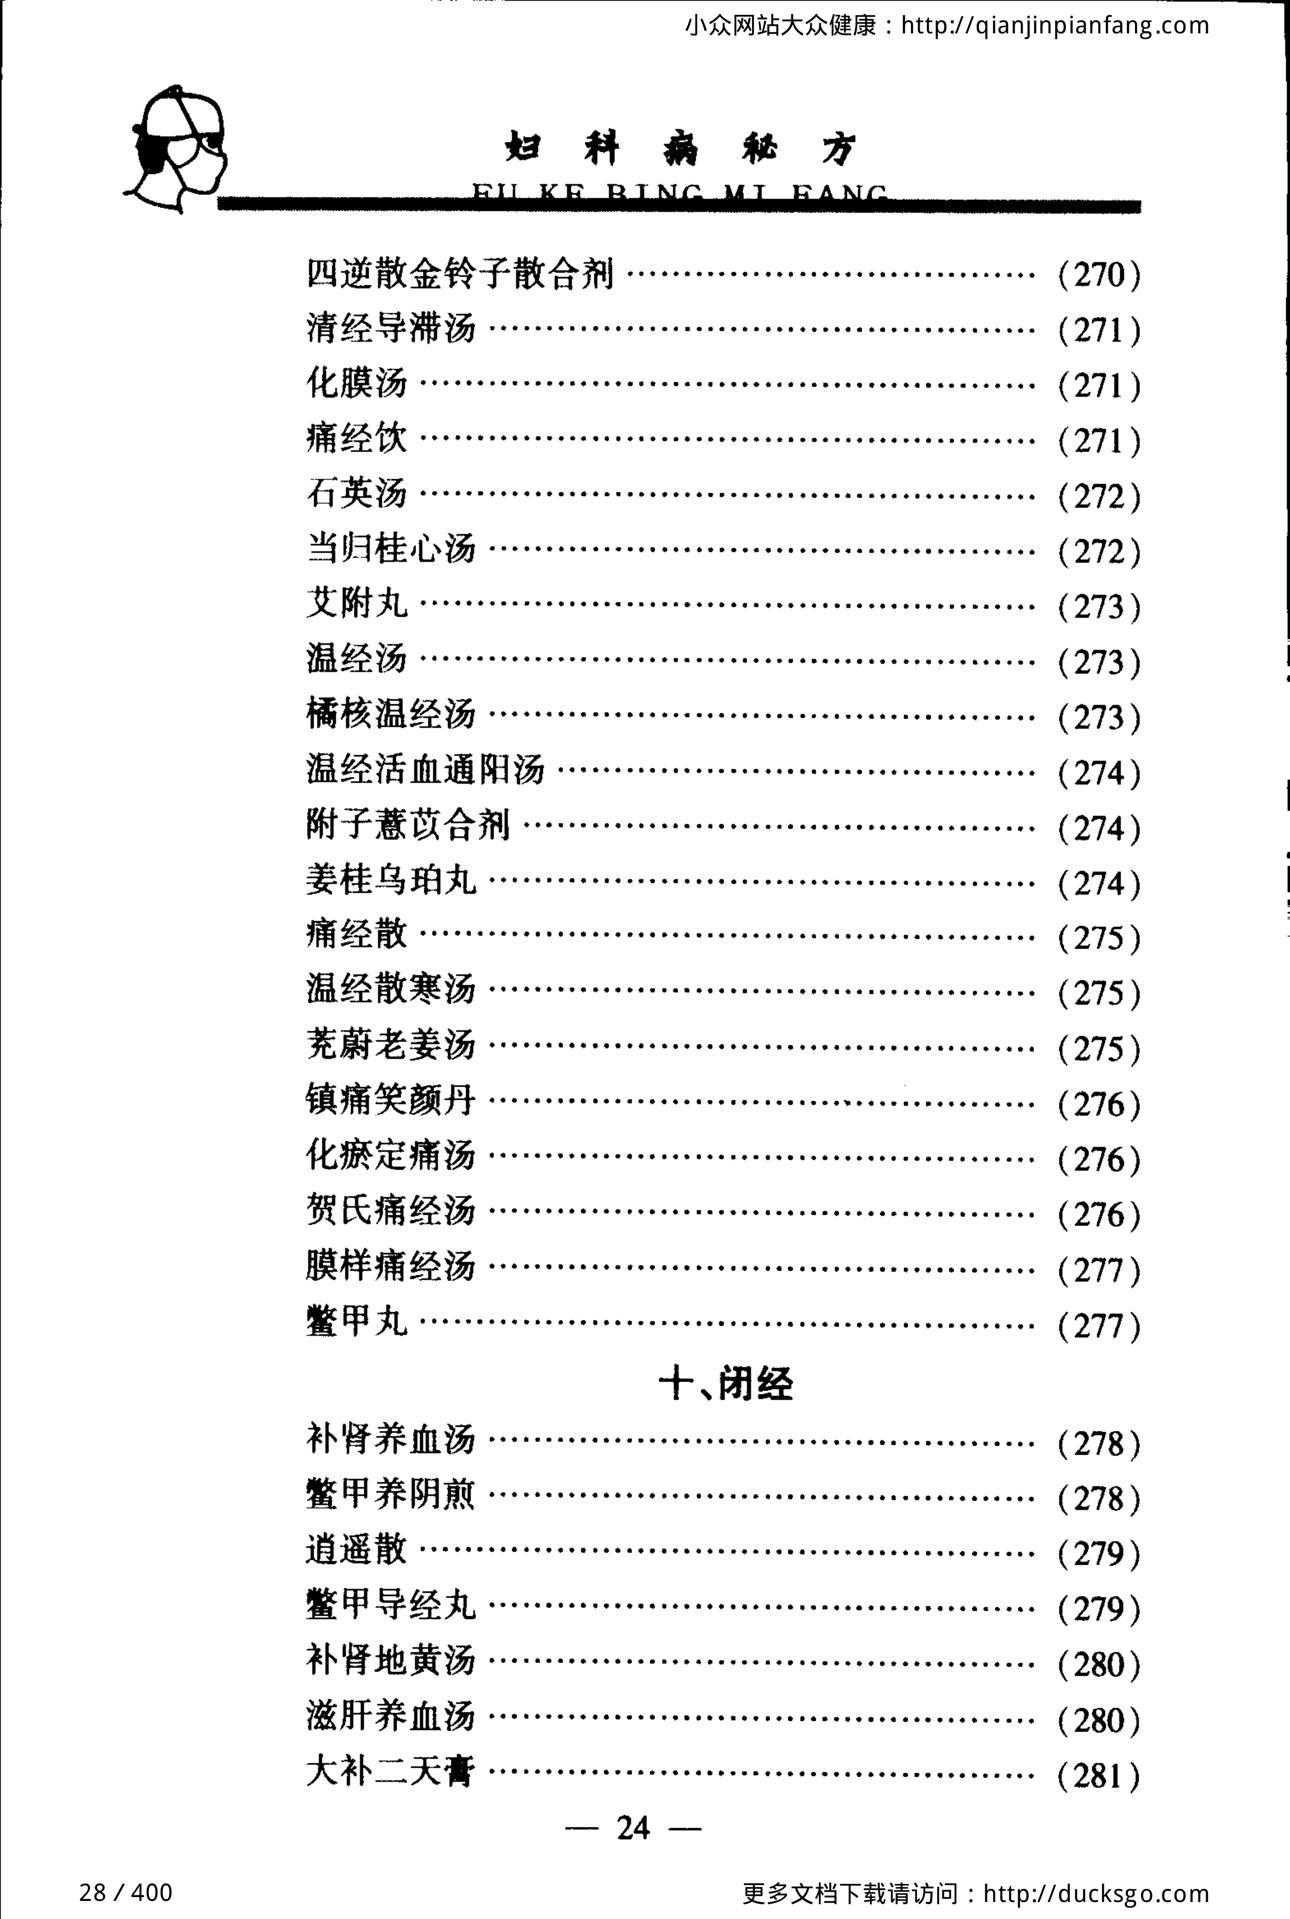 小众网站大众健康：http://qianjinpianfang.com
妇科病秘方
FU KE BING MI FANG
四逆散金铃子散合剂 …………………………… (270)
清经导滞汤 …………………………… (271)
化膜汤 …………………………… (271)
痛经饮 …………………………… (271)
石英汤 …………………………… (272)
当归桂心汤 …………………………… (272)
艾附丸 …………………………… (273)
温经汤 …………………………… (273)
橘核温经汤 …………………………… (273)
温经活血通阳汤 …………………………… (274)
附子薏苡合剂 …………………………… (274)
姜桂乌珀丸 …………………………… (274)
痛经散 …………………………… (275)
温经散寒汤 …………………………… (275)
茺蔚老姜汤 …………………………… (275)
镇痛笑颜丹 …………………………… (276)
化瘀定痛汤 …………………………… (276)
贺氏痛经汤 …………………………… (276)
膜样痛经汤 …………………………… (277)
鳖甲丸 …………………………… (277)
十、闭经
补肾养血汤 …………………………… (278)
鳖甲养阴煎 …………………………… (278)
逍遥散 …………………………… (279)
鳖甲导经丸 …………………………… (279)
补肾地黄汤 …………………………… (280)
滋肝养血汤 …………………………… (280)
大补二天膏 …………………………… (281)
— 24 —
28 / 400
更多文档下载请访问：http://ducksgo.com